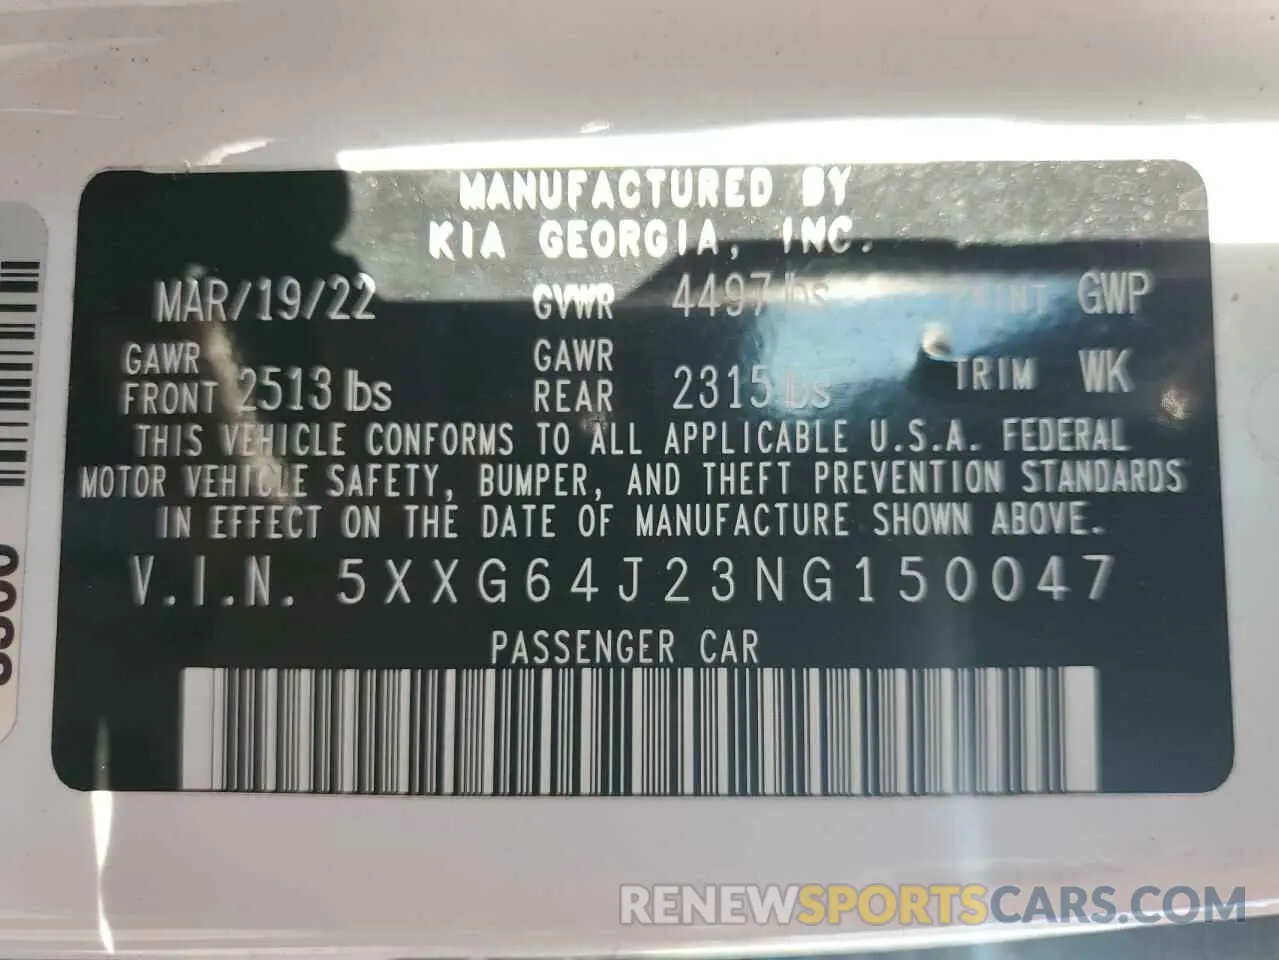 MANUFACTURED BY
KIA GEORGIA, INC.
MAR/19/22 GVWR 4497 lbs PAINT GWP
GAWR FRONT 2513 lbs GAWR REAR 2315 lbs TRIM WK
THIS VEHICLE CONFORMS TO ALL APPLICABLE U.S.A. FEDERAL
MOTOR VEHICLE SAFETY, BUMPER, AND THEFT PREVENTION STANDARDS
IN EFFECT ON THE DATE OF MANUFACTURE SHOWN ABOVE.
V.I.N. 5XXG64J23NG150047
PASSENGER CAR
RENEWSPORTSCARS.COM